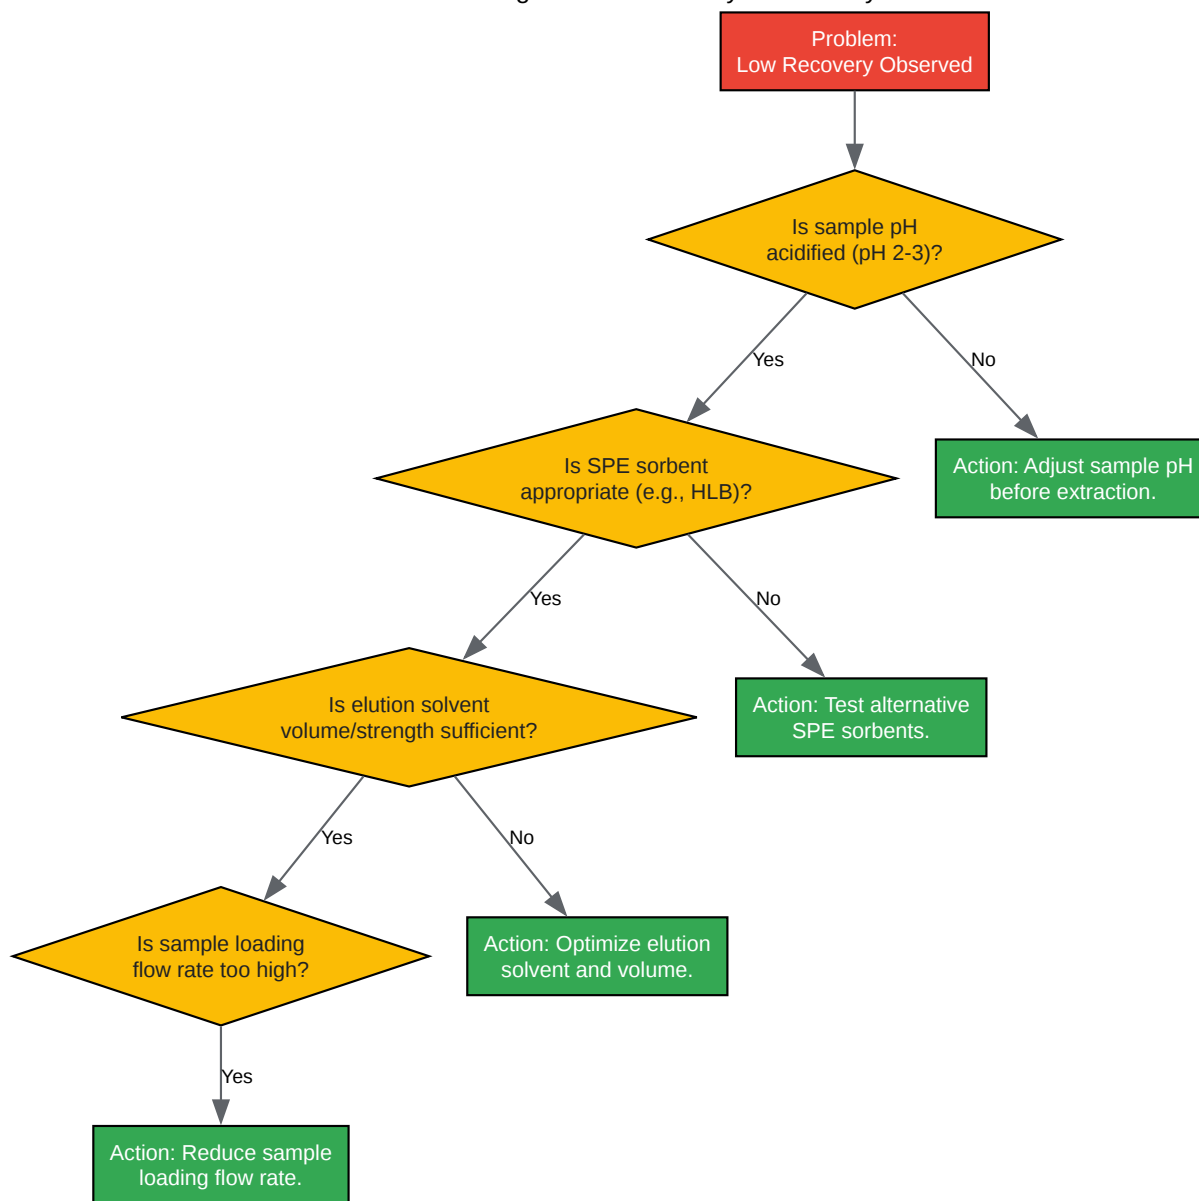 Problem:
Low Recovery Observed
Is sample pH
acidified (pH 2-3)?
Yes
No
Is SPE sorbent
appropriate (e.g., HLB)?
Action: Adjust sample pH
before extraction.
Yes
No
Is elution solvent
volume/strength sufficient?
Action: Test alternative
SPE sorbents.
Yes
No
Is sample loading
flow rate too high?
Action: Optimize elution
solvent and volume.
Yes
Action: Reduce sample
loading flow rate.